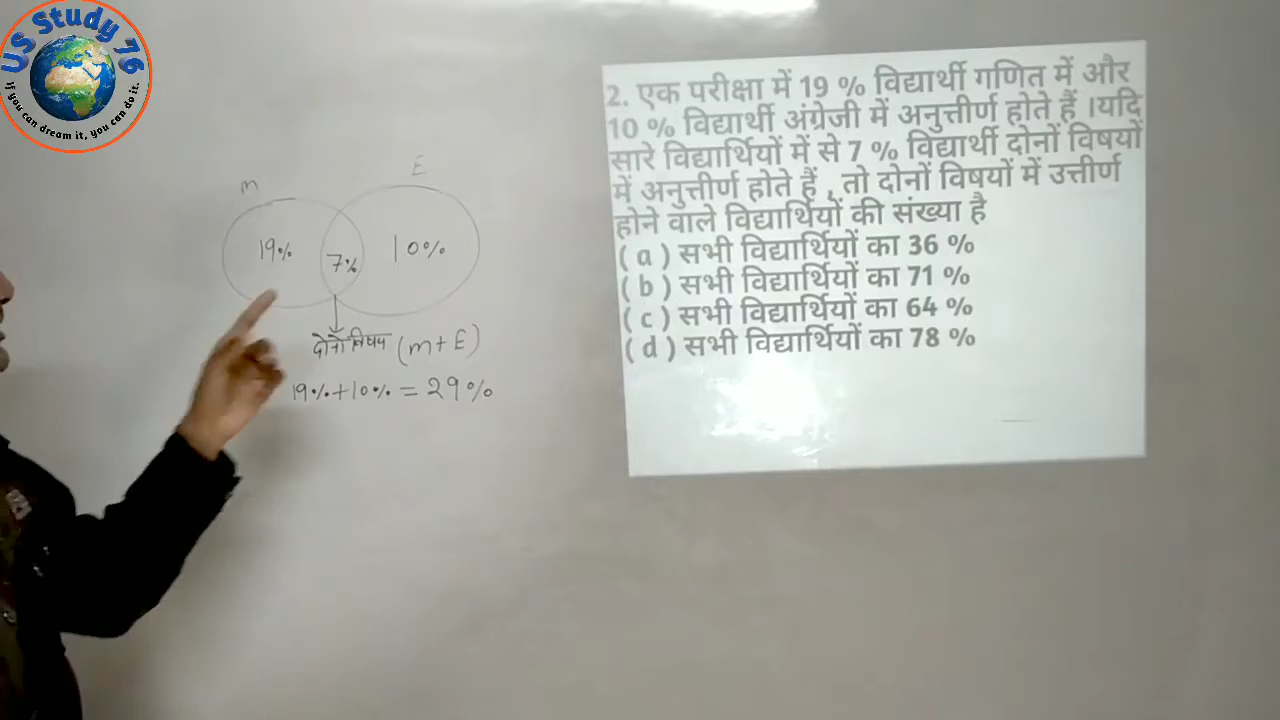 US Study 76
If you can dream it, you can do it.
2. एक परीक्षा में 19 % विद्यार्थी गणित में और
10 % विद्यार्थी अंग्रेजी में अनुत्तीर्ण होते हैं ।यदि
सारे विद्यार्थियों में से 7 % विद्यार्थी दोनों विषयों
में अनुत्तीर्ण होते हैं , तो दोनों विषयों में उत्तीर्ण
होने वाले विद्यार्थियों की संख्या है
( a ) सभी विद्यार्थियों का 36 %
( b ) सभी विद्यार्थियों का 71 %
( c ) सभी विद्यार्थियों का 64 %
( d ) सभी विद्यार्थियों का 78 %
m E
19% 7% 10%
दोनों विषय (m+E)
19%+10% = 29%